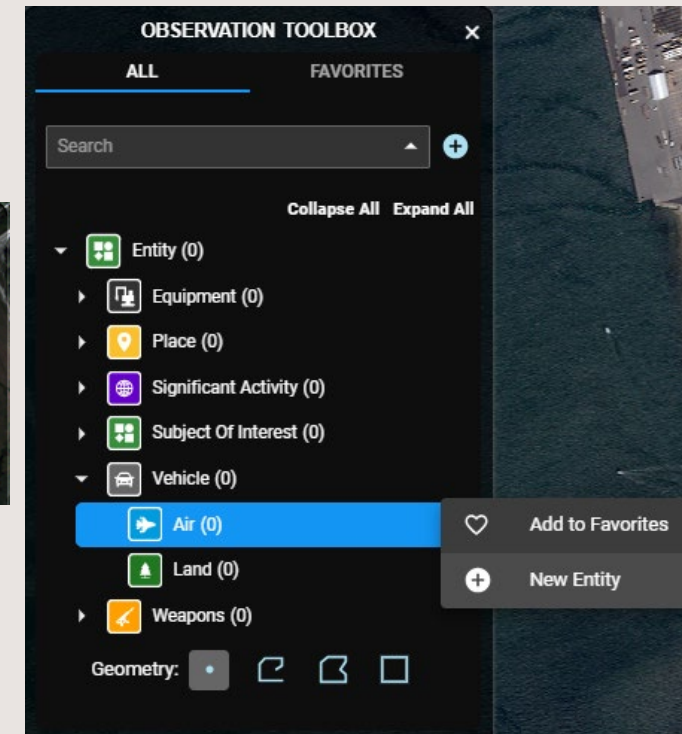 OBSERVATION TOOLBOX
ALL FAVORITES
Search
Collapse All Expand All
Entity (0)
Equipment (0)
Place (0)
Significant Activity (0)
Subject Of Interest (0)
Vehicle (0)
Air (0)
Add to Favorites
Land (0)
New Entity
Weapons (0)
Geometry: